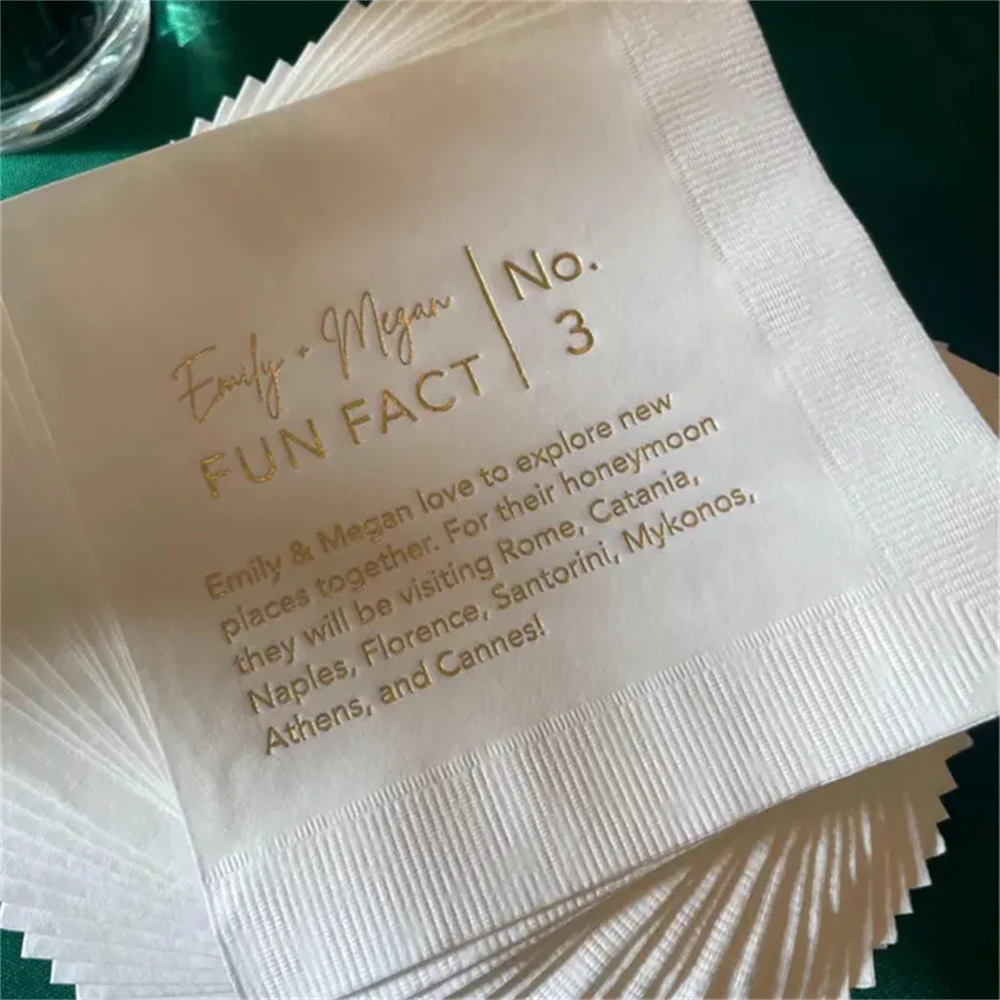 Emily + Megan
FUN FACT
No.
3
Emily & Megan love to explore new
places together. For their honeymoon
they will be visiting Rome, Catania,
Naples, Florence, Santorini, Mykonos,
Athens, and Cannes!